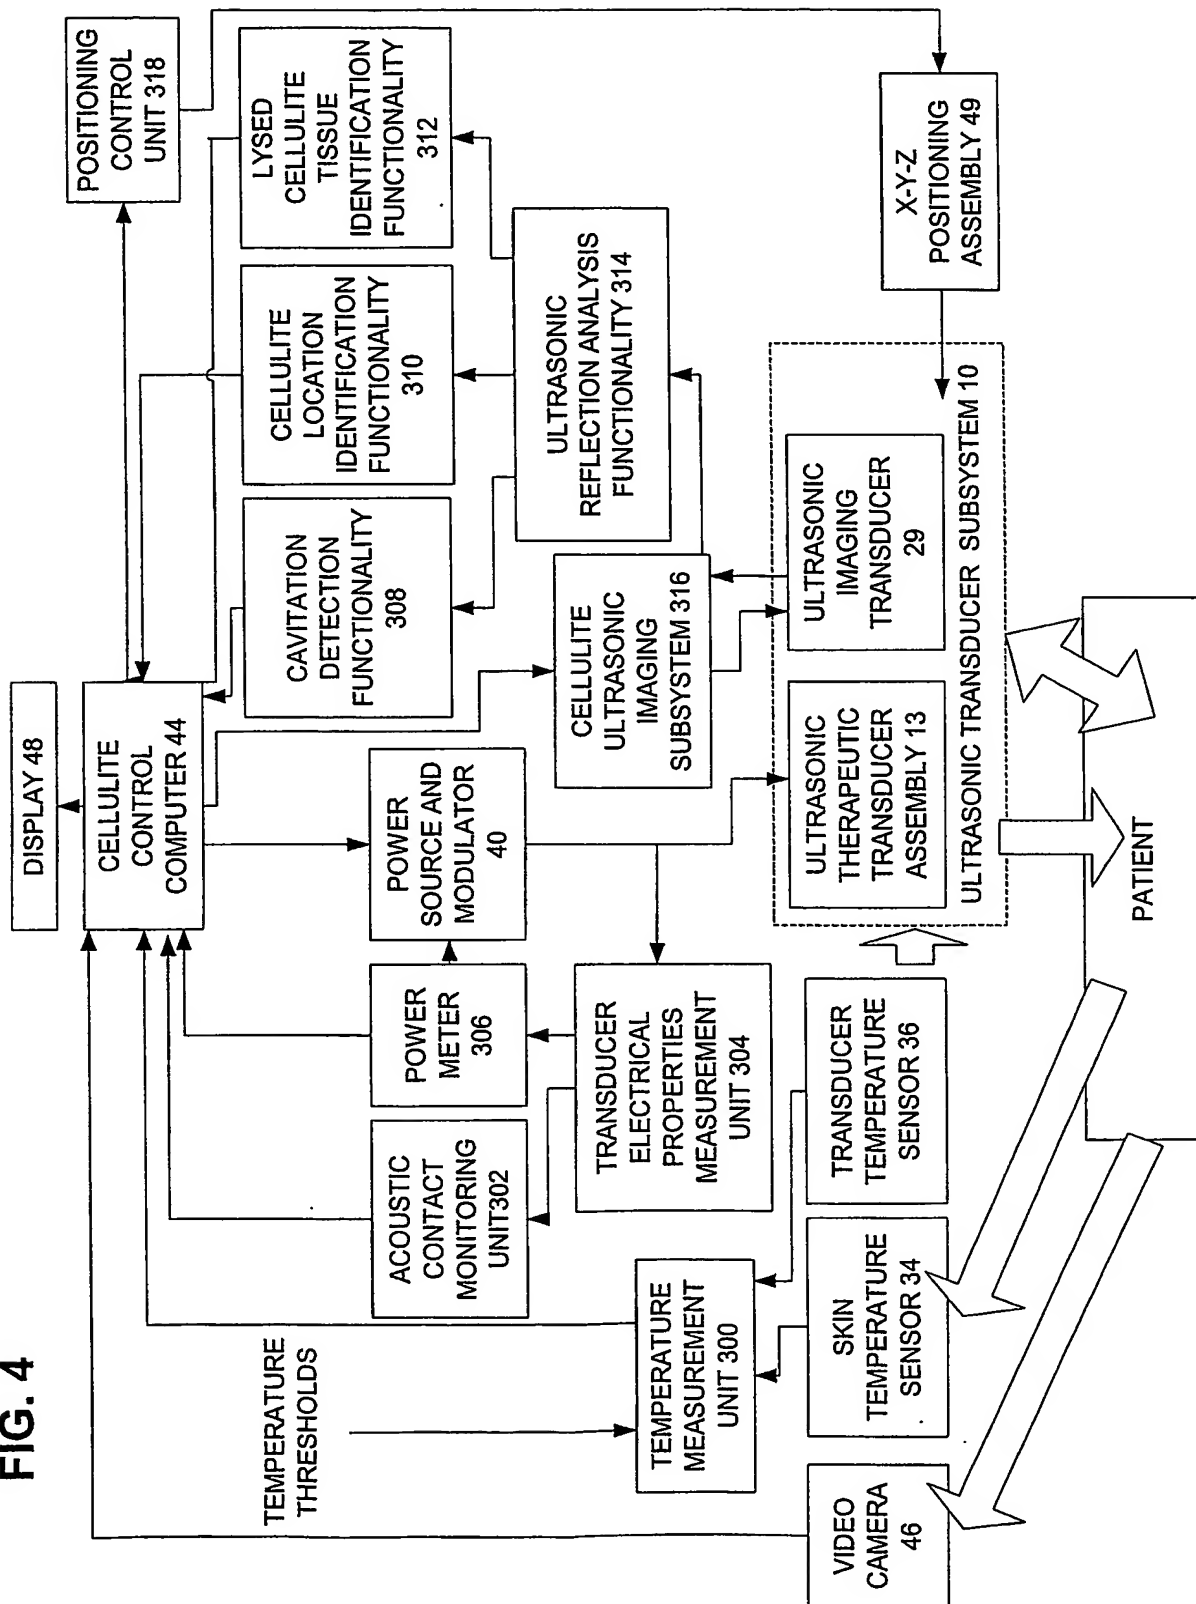 FIG. 4
DISPLAY 48
CELLULITE
CONTROL
COMPUTER 44
POSITIONING
CONTROL
UNIT 318
TEMPERATURE
THRESHOLDS
ACOUSTIC
CONTACT
MONITORING
UNIT302
POWER
METER
306
POWER
SOURCE AND
MODULATOR
40
CAVITATION
DETECTION
FUNCTIONALITY
308
CELLULITE
LOCATION
IDENTIFICATION
FUNCTIONALITY
310
LYSED
CELLULITE
TISSUE
IDENTIFICATION
FUNCTIONALITY
312
TEMPERATURE
MEASUREMENT
UNIT 300
TRANSDUCER
ELECTRICAL
PROPERTIES
MEASUREMENT
UNIT 304
CELLULITE
ULTRASONIC
IMAGING
SUBSYSTEM 316
ULTRASONIC
REFLECTION ANALYSIS
FUNCTIONALITY 314
VIDEO
CAMERA
46
SKIN
TEMPERATURE
SENSOR 34
TRANSDUCER
TEMPERATURE
SENSOR 36
ULTRASONIC
THERAPEUTIC
TRANSDUCER
ASSEMBLY 13
ULTRASONIC
IMAGING
TRANSDUCER
29
ULTRASONIC TRANSDUCER SUBSYSTEM 10
X-Y-Z
POSITIONING
ASSEMBLY 49
PATIENT